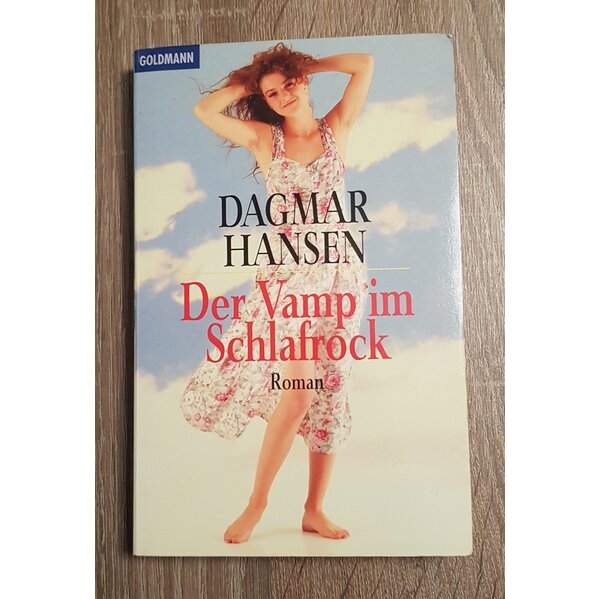 GOLDMANN
DAGMAR
HANSEN
Der Vamp im
Schlafrock
Roman